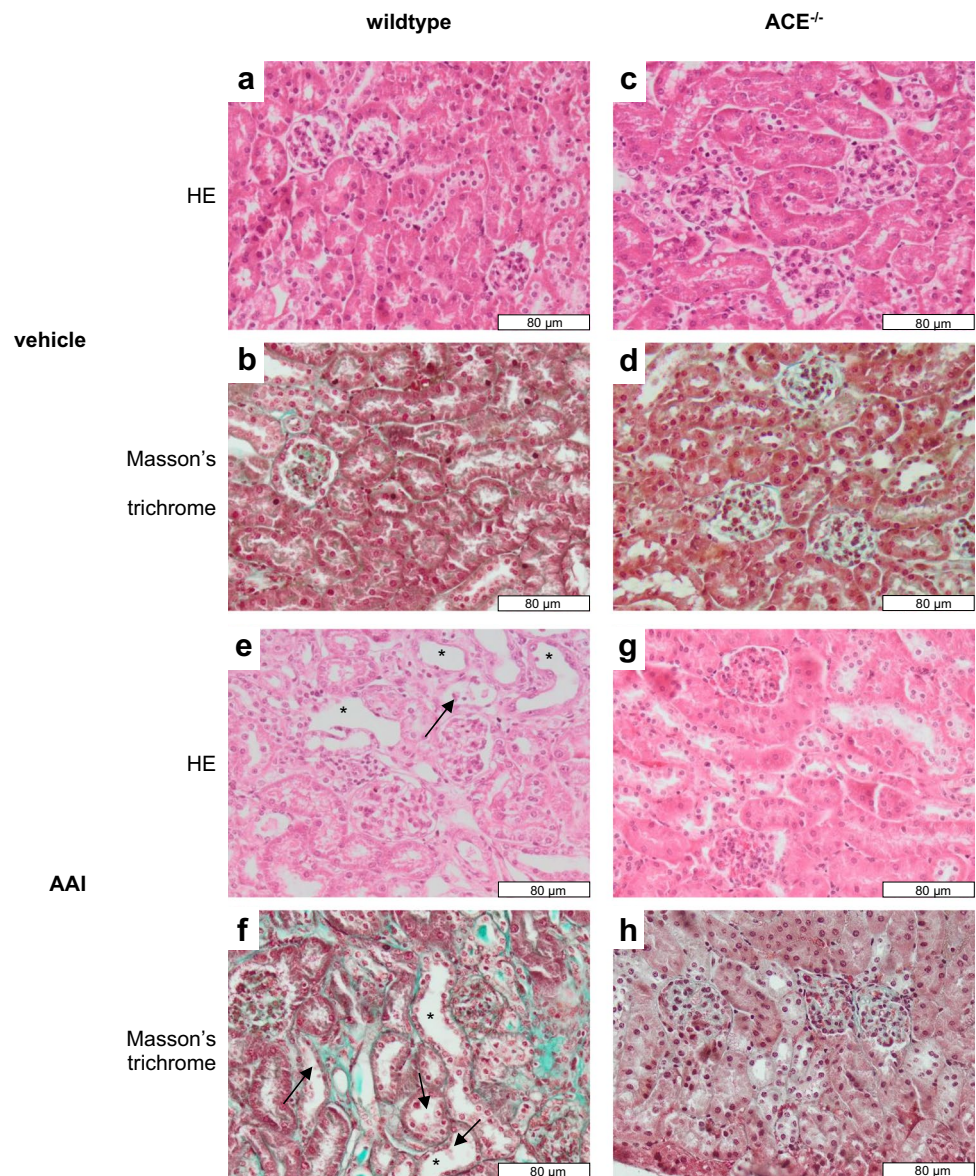 wildtype
ACE-/-
a
c
HE
80 µm
80 µm
vehicle
b
d
Masson's
trichrome
80 µm
80 µm
e
g
*
*
*
HE
80 µm
80 µm
AAI
f
h
*
Masson's
trichrome
*
80 µm
80 µm